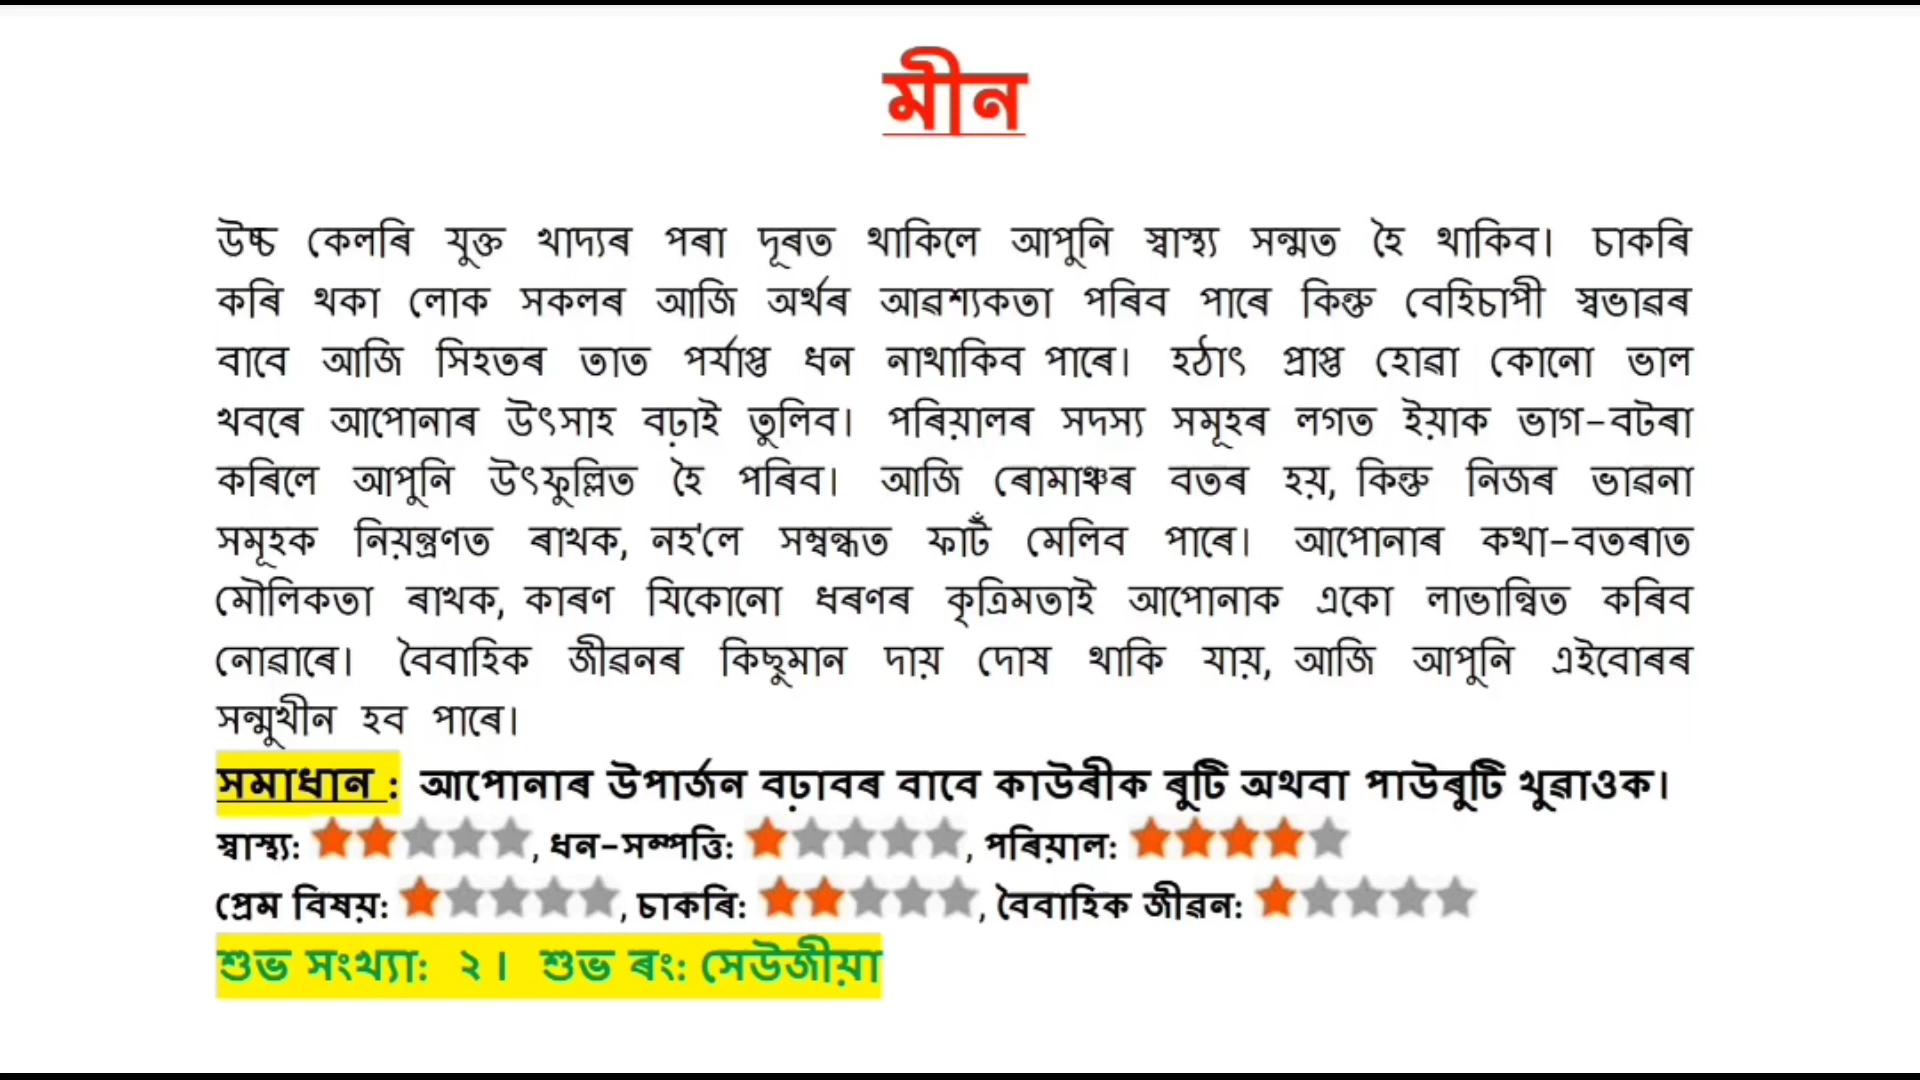 মীন
উচ্চ কেলৰি যুক্ত খাদ্যৰ পৰা দূৰত থাকিলে আপুনি স্বাস্থ্য সন্মত হৈ থাকিব। চাকৰি
কৰি থকা লোক সকলৰ আজি অৰ্থৰ আৱশ্যকতা পৰিব পাৰে কিন্তু বেহিচাপী স্বভাৱৰ
বাবে আজি সিহতৰ তাত পৰ্যাপ্ত ধন নাথাকিব পাৰে। হঠাৎ প্ৰাপ্ত হোৱা কোনো ভাল
খবৰে আপোনাৰ উৎসাহ বঢ়াই তুলিব। পৰিয়ালৰ সদস্য সমূহৰ লগত ইয়াক ভাগ-বটৰা
কৰিলে আপুনি উৎফুল্লিত হৈ পৰিব। আজি ৰোমাঞ্চৰ বতৰ হয়, কিন্তু নিজৰ ভাৱনা
সমূহক নিয়ন্ত্ৰণত ৰাখক, নহ'লে সম্বন্ধত ফাটঁ মেলিব পাৰে। আপোনাৰ কথা-বতৰাত
মৌলিকতা ৰাখক, কাৰণ যিকোনো ধৰণৰ কৃত্ৰিমতাই আপোনাক একো লাভান্বিত কৰিব
নোৱাৰে। বৈবাহিক জীৱনৰ কিছুমান দায় দোষ থাকি যায়, আজি আপুনি এইবোৰৰ
সন্মুখীন হব পাৰে।
সমাধান : আপোনাৰ উপাৰ্জন বঢ়াবৰ বাবে কাউৰীক ৰুটি অথবা পাউৰুটি খুৱাওক।
স্বাস্থ্য: ★★★★★, ধন-সম্পত্তি: ★★★★★, পৰিয়াল: ★★★★★
প্ৰেম বিষয়: ★★★★★, চাকৰি: ★★★★★, বৈবাহিক জীৱন: ★★★★★
শুভ সংখ্যা: ২। শুভ ৰং: সেউজীয়া